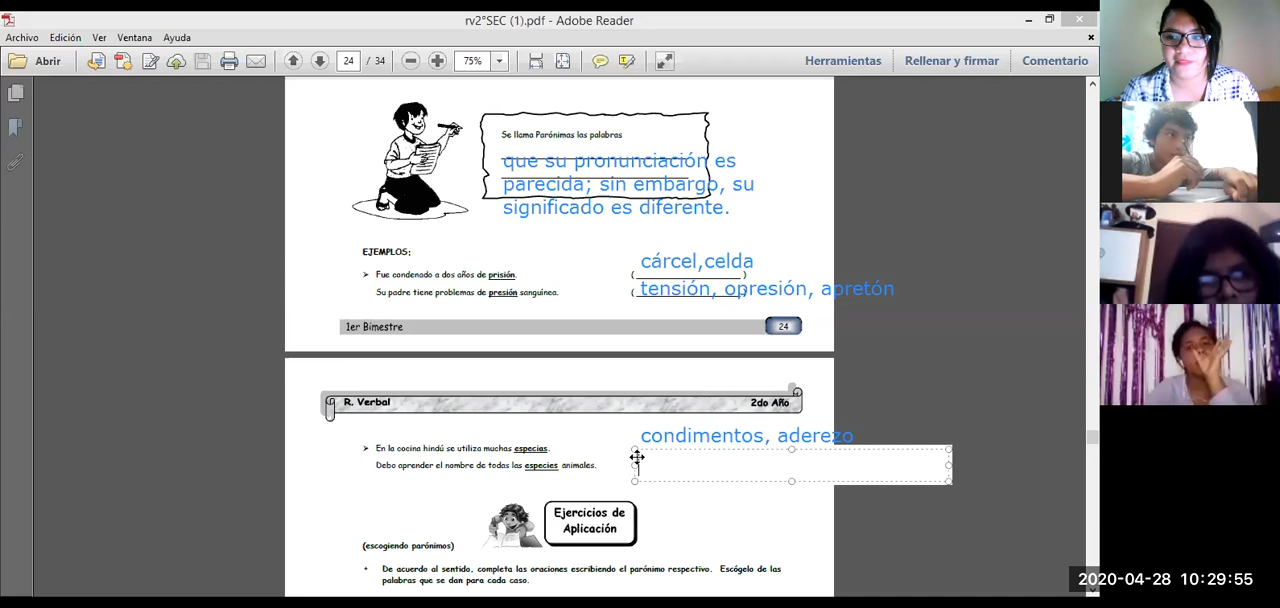 rv2°SEC (1).pdf - Adobe Reader
Archivo Edición Ver Ventana Ayuda
Abrir 24 / 34 75% Herramientas Rellenar y firmar Comentario
Se llama Parónimas las palabras
que su pronunciación es
parecida; sin embargo, su
significado es diferente.
EJEMPLOS:
Fue condenado a dos años de prisión. ( cárcel,celda )
Su padre tiene problemas de presión sanguínea. ( tensión, opresión, apretón )
1er Bimestre 24
R. Verbal 2do Año
condimentos, aderezo
En la cocina hindú se utiliza muchas especias.
Debo aprender el nombre de todas las especies animales.
Ejercicios de
Aplicación
(escogiendo parónimos)
De acuerdo al sentido, completa las oraciones escribiendo el parónimo respectivo. Escógelo de las
palabras que se dan para cada caso.
2020-04-28 10:29:55